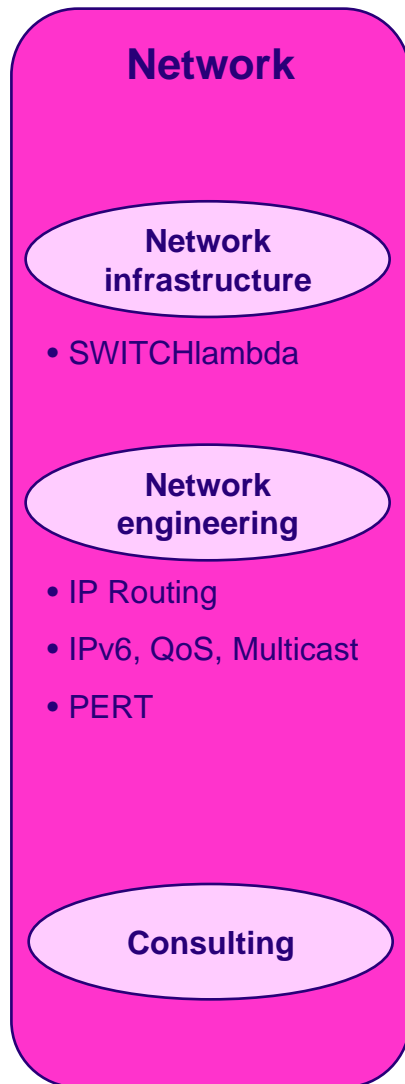 Network
Network
infrastructure
• SWITCHlambda
Network
engineering
• IP Routing
• IPv6, QoS, Multicast
• PERT
Consulting